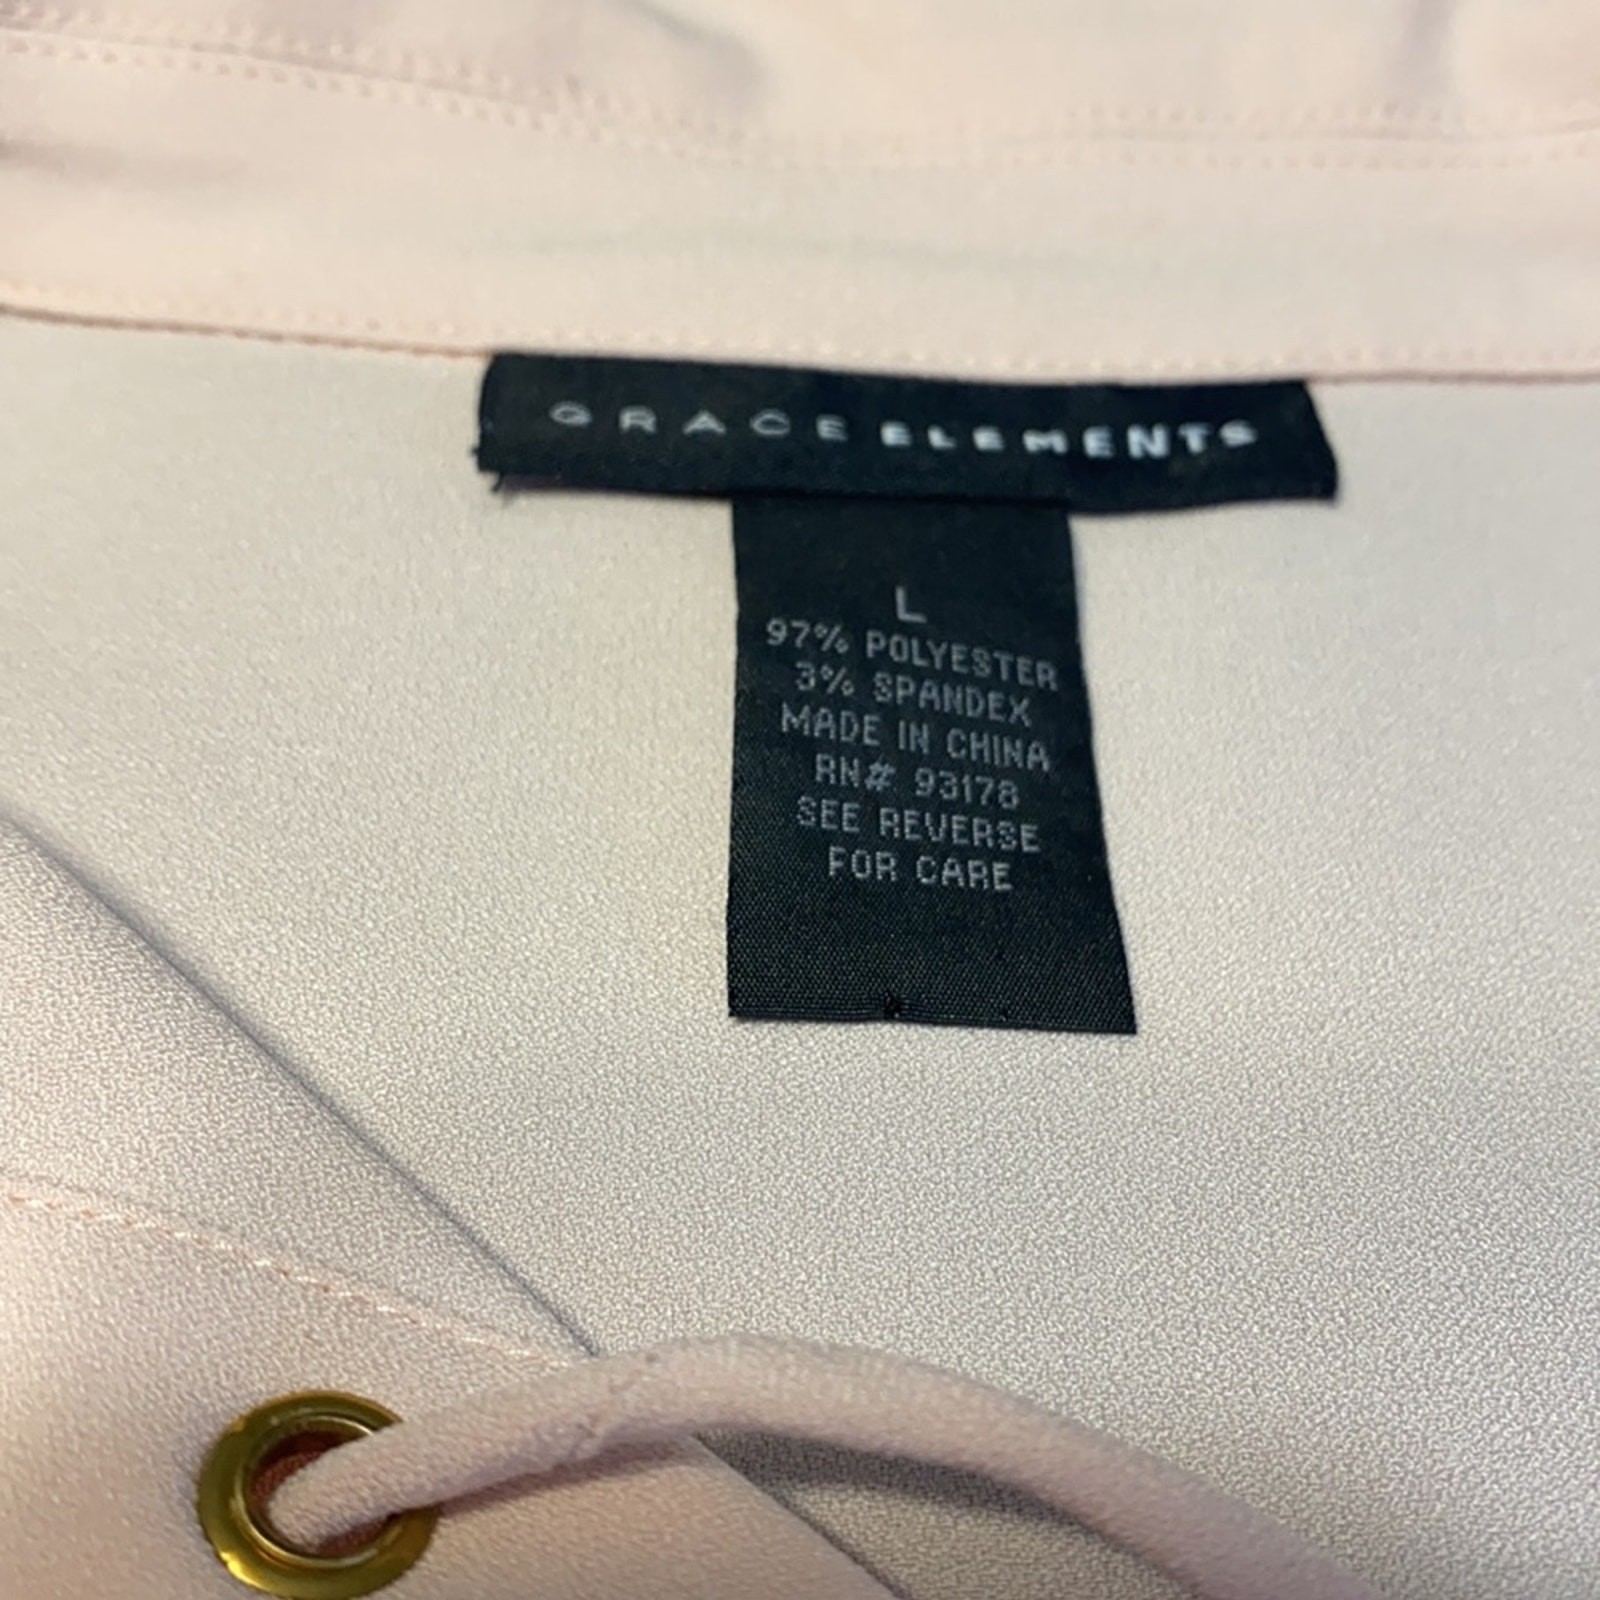 GRACE ELEMENTS
L
97% POLYESTER
3% SPANDEX
MADE IN CHINA
RN# 93178
SEE REVERSE
FOR CARE